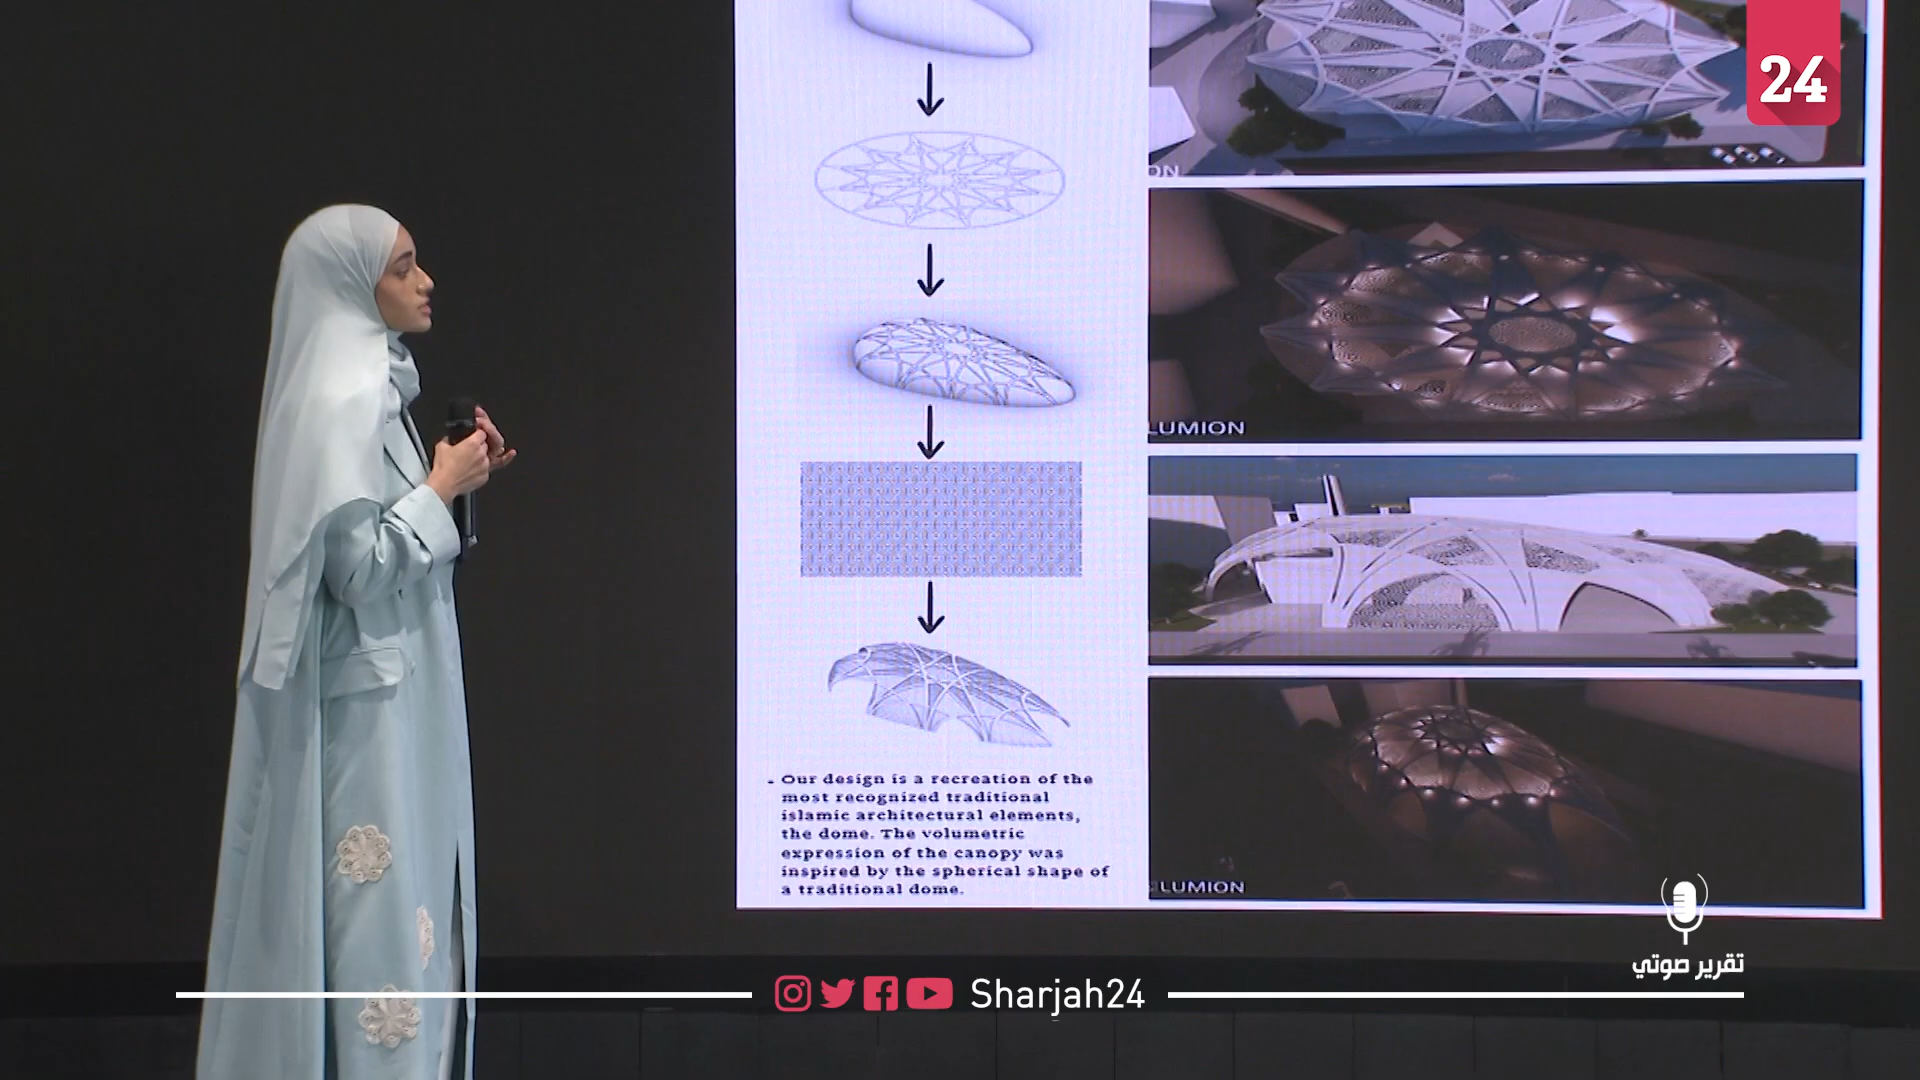 24
ON
LUMION
- Our design is a recreation of the
most recognized traditional
islamic architectural elements,
the dome. The volumetric
expression of the canopy was
inspired by the spherical shape of
a traditional dome.
LUMION
تقرير صوتي
Sharjah24